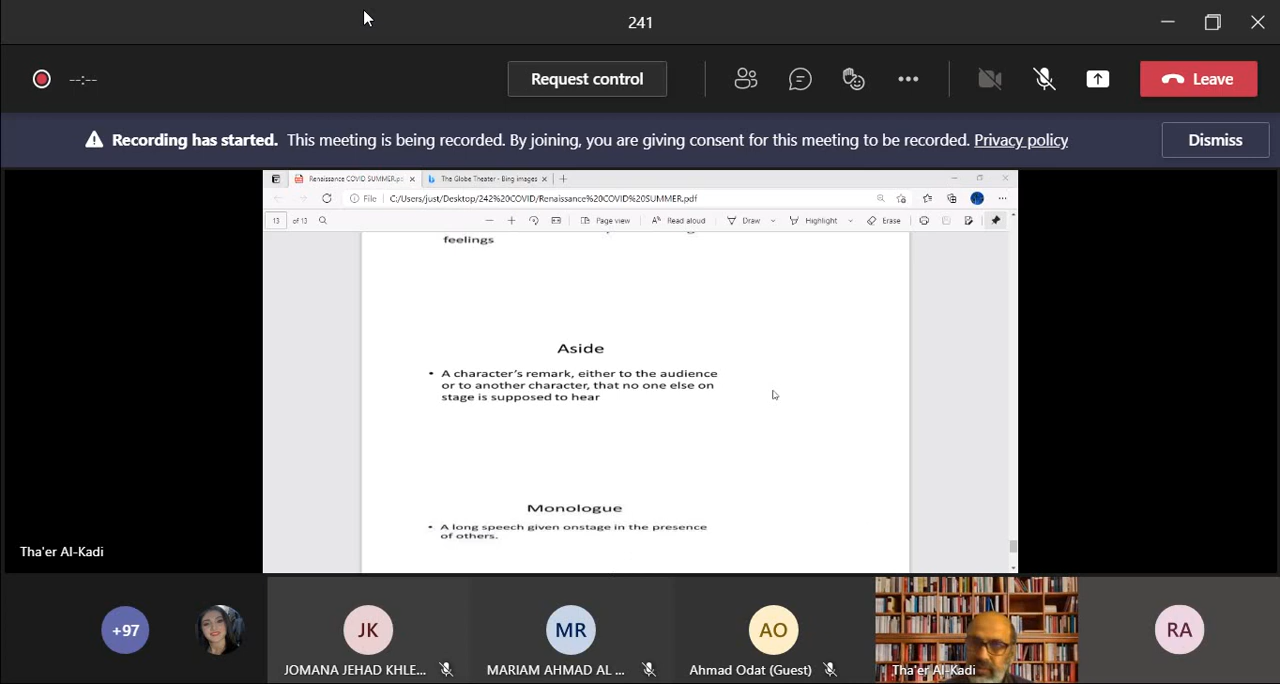 241
--:--
Request control
Leave
Recording has started. This meeting is being recorded. By joining, you are giving consent for this meeting to be recorded. Privacy policy
Dismiss
Renaissance COVID SUMMER.p
The Globe Theater - Bing images
File C:/Users/just/Desktop/242%20COVID/Renaissance%20COVID%20SUMMER.pdf
13 of 13
Page view
Read aloud
Draw
Highlight
Erase
feelings
Aside
• A character's remark, either to the audience
or to another character, that no one else on
stage is supposed to hear
Monologue
• A long speech given onstage in the presence
of others.
Tha'er Al-Kadi
+97
JK
MR
AO
RA
JOMANA JEHAD KHLE...
MARIAM AHMAD AL ...
Ahmad Odat (Guest)
Tha'er Al-Kadi